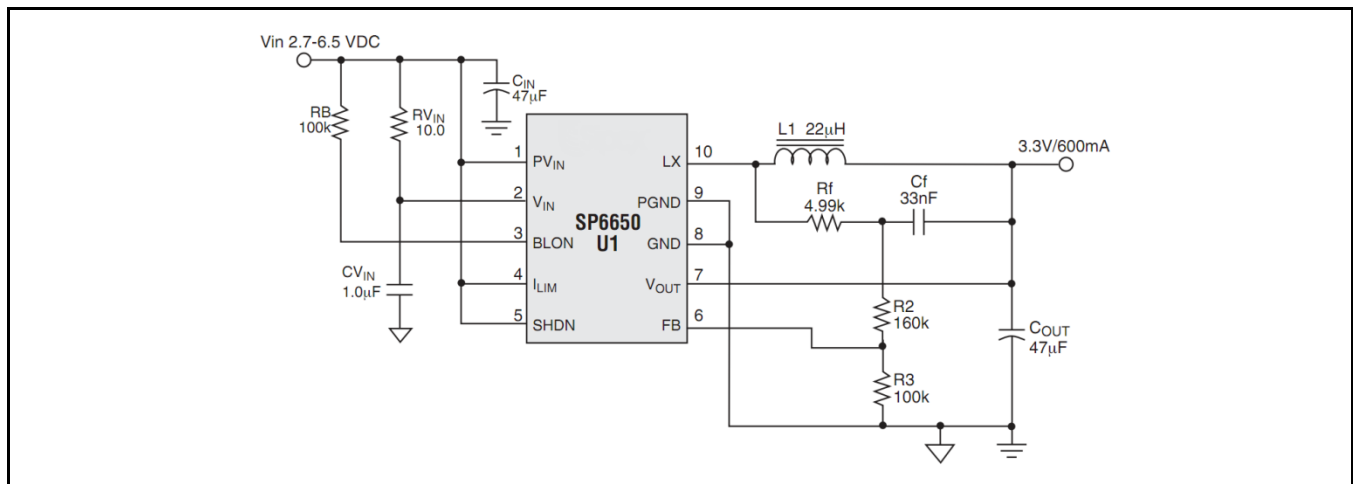 Vin 2.7-6.5 VDC
CIN
47μF
RB
100k
RVIN
10.0
CVIN
1.0μF
1
PVIN
2
VIN
3
BLON
4
ILIM
5
SHDN
SP6650
U1
LX
10
PGND
9
GND
8
VOUT
7
FB
6
L1 22μH
3.3V/600mA
Rf
4.99k
Cf
33nF
R2
160k
R3
100k
COUT
47μF